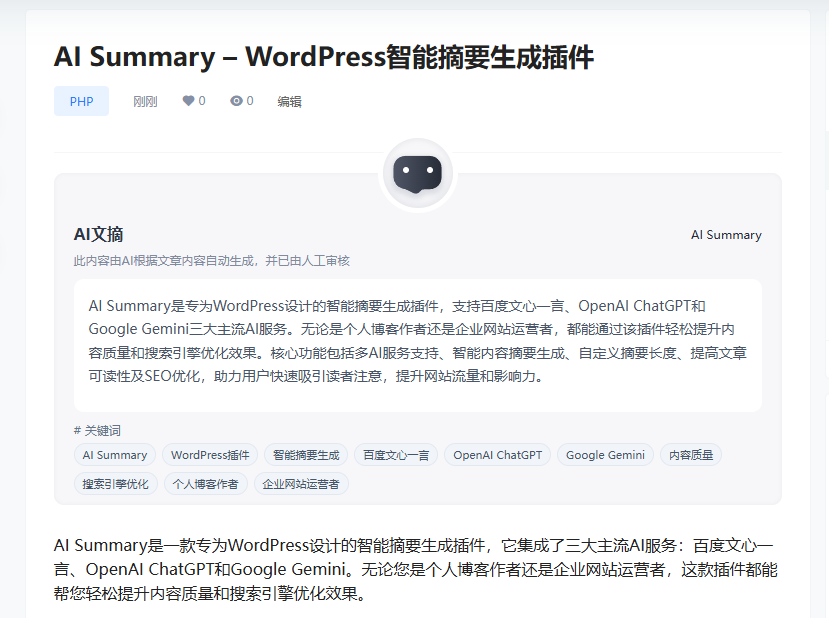 AI Summary – WordPress智能摘要生成插件
PHP 刚刚 0 0 编辑
AI文摘 AI Summary
此内容由AI根据文章内容自动生成，并已由人工审核
AI Summary是专为WordPress设计的智能摘要生成插件，支持百度文心一言、OpenAI ChatGPT和
Google Gemini三大主流AI服务。无论是个人博客作者还是企业网站运营者，都能通过该插件轻松提升内
容质量和搜索引擎优化效果。核心功能包括多AI服务支持、智能内容摘要生成、自定义摘要长度、提高文章
可读性及SEO优化，助力用户快速吸引读者注意，提升网站流量和影响力。
# 关键词
AI Summary WordPress插件 智能摘要生成 百度文心一言 OpenAI ChatGPT Google Gemini 内容质量
搜索引擎优化 个人博客作者 企业网站运营者
AI Summary是一款专为WordPress设计的智能摘要生成插件，它集成了三大主流AI服务：百度文心一
言、OpenAI ChatGPT和Google Gemini。无论您是个人博客作者还是企业网站运营者，这款插件都能
帮您轻松提升内容质量和搜索引擎优化效果。